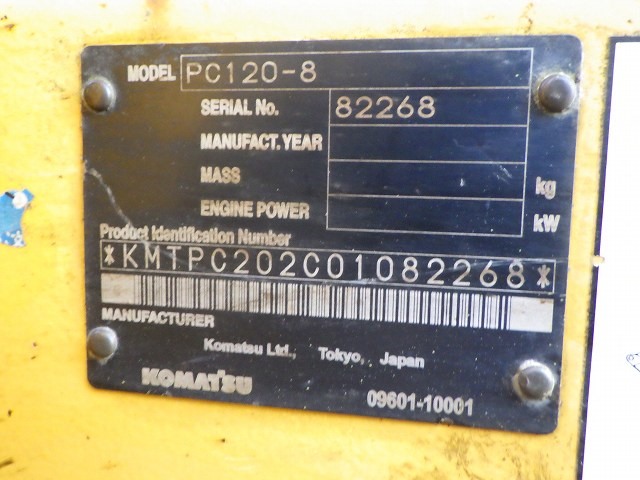 MODEL PC120-8
SERIAL No. 82268
MANUFACT. YEAR
MASS kg
ENGINE POWER kW
Product Identification Number
*KMTPC202C01082268*
MANUFACTURER
Komatsu Ltd., Tokyo, Japan
KOMATSU 09601-10001